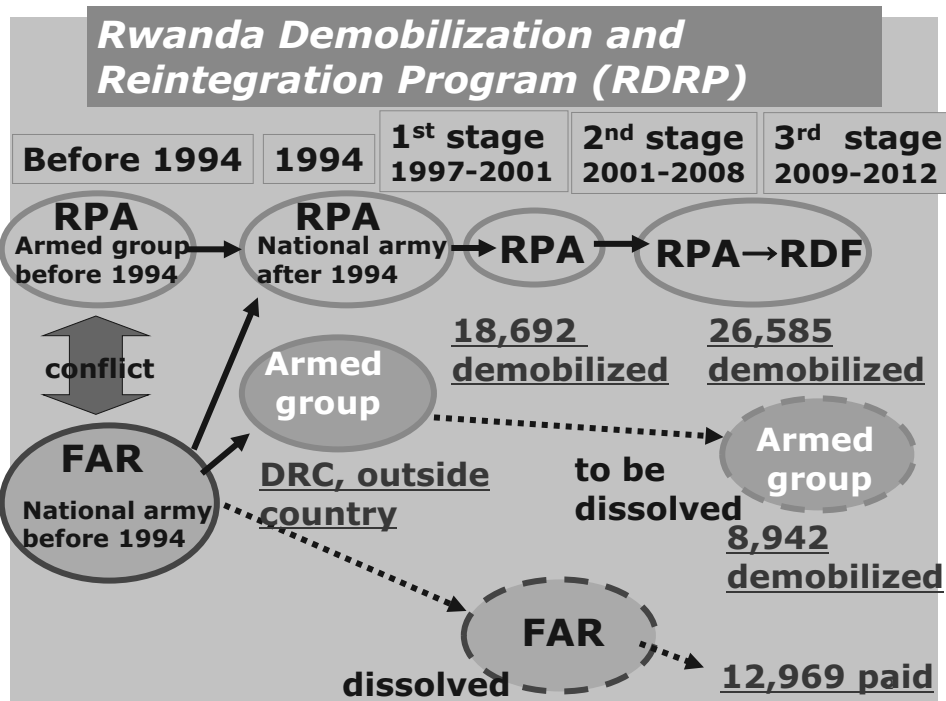 Rwanda Demobilization and
Reintegration Program (RDRP)
Before 1994
1994
1st stage
1997-2001
2nd stage
2001-2008
3rd stage
2009-2012
RPA
Armed group
before 1994
RPA
National army
after 1994
RPA
RPA→RDF
18,692
demobilized
26,585
demobilized
conflict
Armed
group
FAR
National army
before 1994
DRC, outside
country
to be
dissolved
Armed
group
8,942
demobilized
FAR
dissolved
12,969 paid